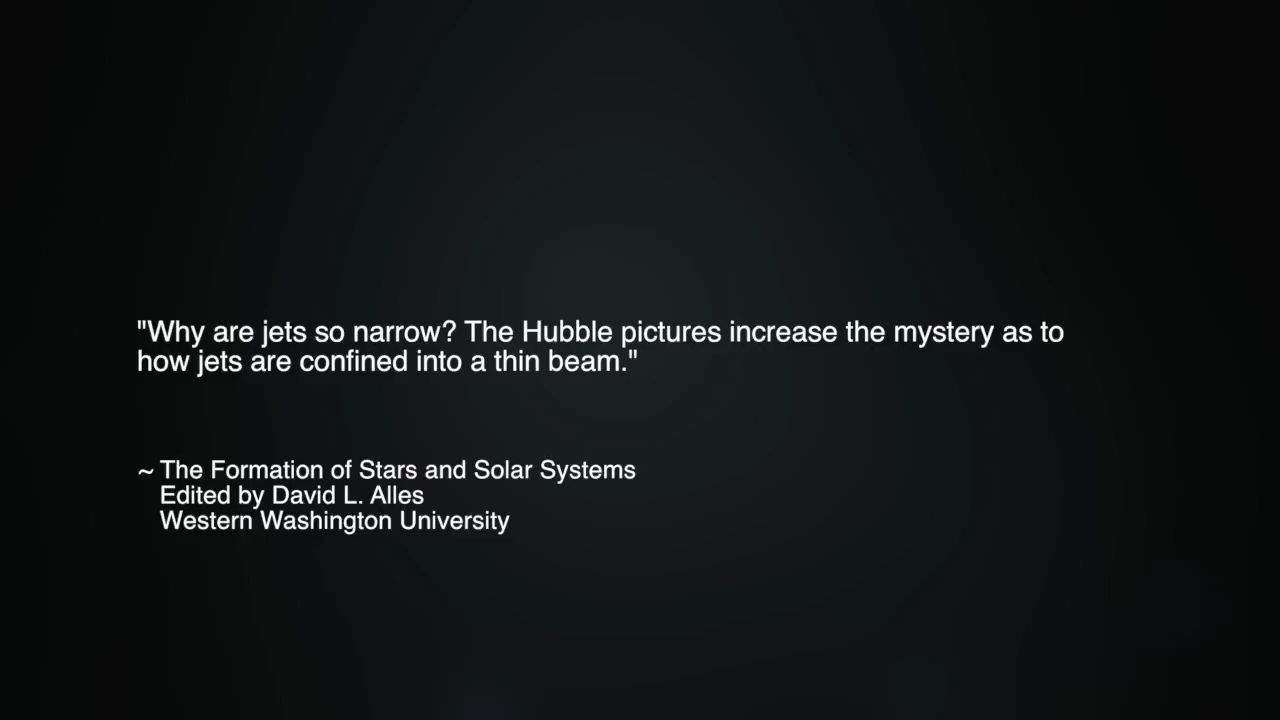 "Why are jets so narrow? The Hubble pictures increase the mystery as to
how jets are confined into a thin beam."
~ The Formation of Stars and Solar Systems
Edited by David L. Alles
Western Washington University